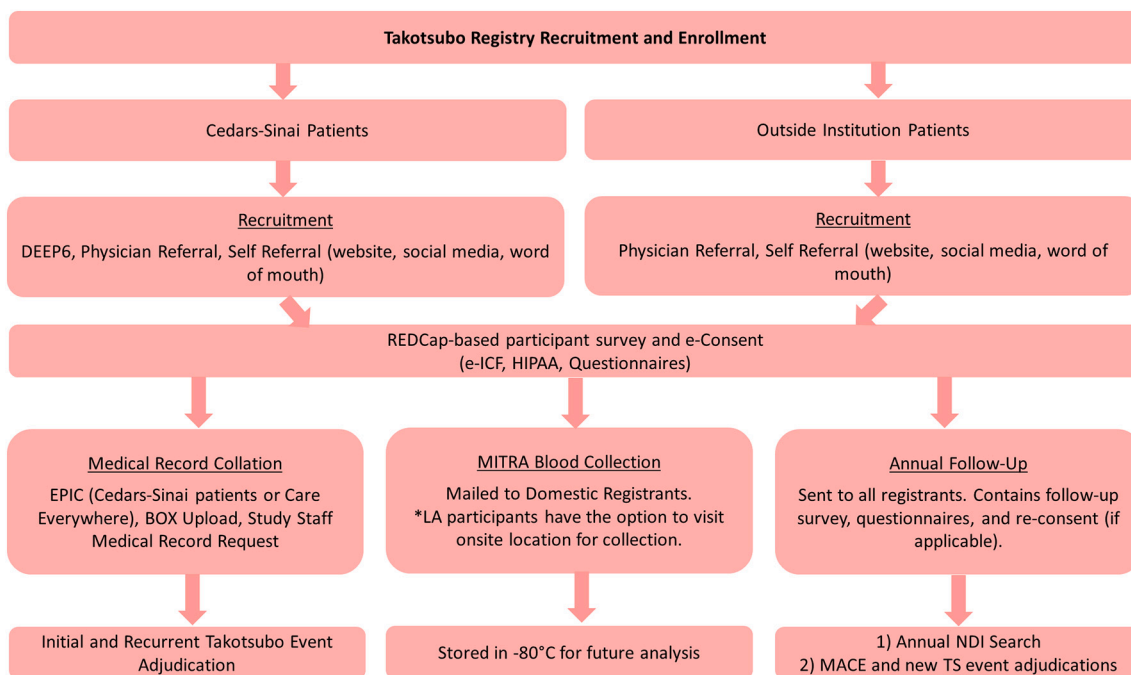 Takotsubo Registry Recruitment and Enrollment
Cedars-Sinai Patients
Outside Institution Patients
Recruitment
DEEP6, Physician Referral, Self Referral (website, social media, word
of mouth)
Recruitment
Physician Referral, Self Referral (website, social media, word of
mouth)
REDCap-based participant survey and e-Consent
(e-ICF, HIPAA, Questionnaires)
Medical Record Collation
EPIC (Cedars-Sinai patients or Care
Everywhere), BOX Upload, Study Staff
Medical Record Request
MITRA Blood Collection
Mailed to Domestic Registrants.
*LA participants have the option to visit
onsite location for collection.
Annual Follow-Up
Sent to all registrants. Contains follow-up
survey, questionnaires, and re-consent (if
applicable).
Initial and Recurrent Takotsubo Event
Adjudication
Stored in -80°C for future analysis
1) Annual NDI Search
2) MACE and new TS event adjudications